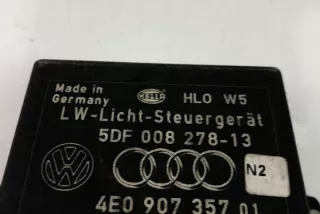 Made in
Germany
HELLA
HLO W5
LW-Licht-Steuergerät
5DF 008 278-13
N2
4E0 907 357 01